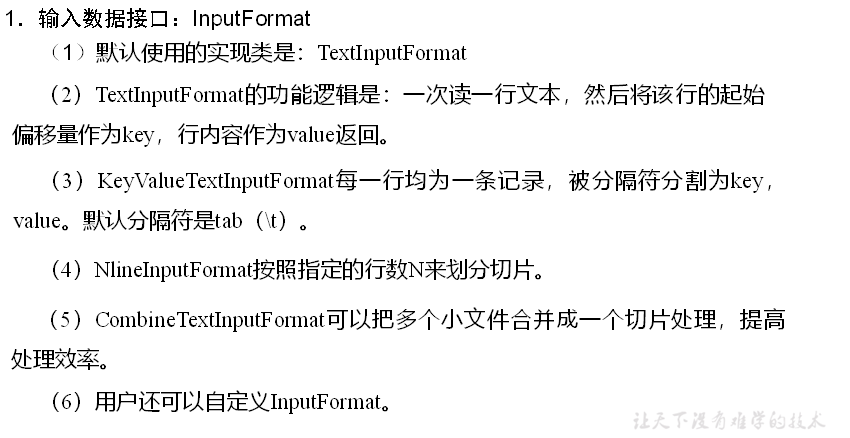 1．输入数据接口：InputFormat
（1）默认使用的实现类是：TextInputFormat
（2）TextInputFormat的功能逻辑是：一次读一行文本，然后将该行的起始
偏移量作为key，行内容作为value返回。
（3）KeyValueTextInputFormat每一行均为一条记录，被分隔符分割为key，
value。默认分隔符是tab（\t）。
（4）NlineInputFormat按照指定的行数N来划分切片。
（5）CombineTextInputFormat可以把多个小文件合并成一个切片处理，提高
处理效率。
（6）用户还可以自定义InputFormat。
让天下没有难学的技术